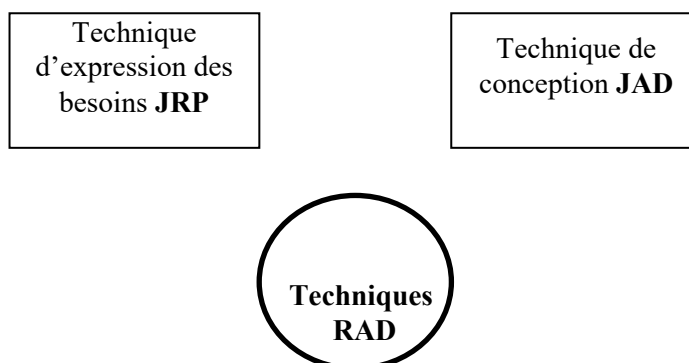 Technique
d’expression des
besoins JRP
Technique de
conception JAD
Techniques
RAD